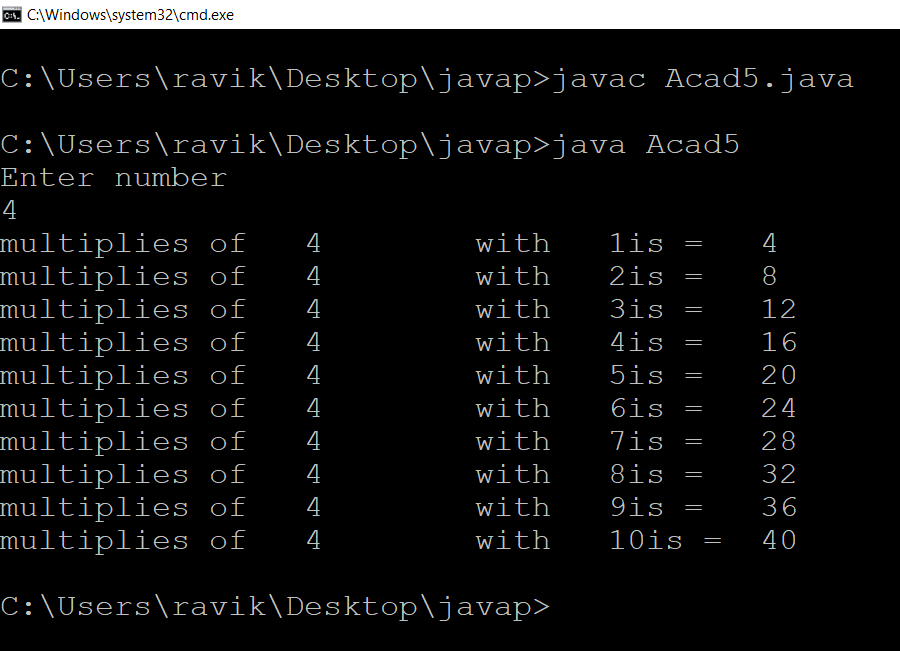 C:\Windows\system32\cmd.exe
C:\Users\ravik\Desktop\javap>javac Acad5.java
C:\Users\ravik\Desktop\javap>java Acad5
Enter number
4
multiplies of   4        with   1is =   4
multiplies of   4        with   2is =   8
multiplies of   4        with   3is =   12
multiplies of   4        with   4is =   16
multiplies of   4        with   5is =   20
multiplies of   4        with   6is =   24
multiplies of   4        with   7is =   28
multiplies of   4        with   8is =   32
multiplies of   4        with   9is =   36
multiplies of   4        with   10is =  40
C:\Users\ravik\Desktop\javap>